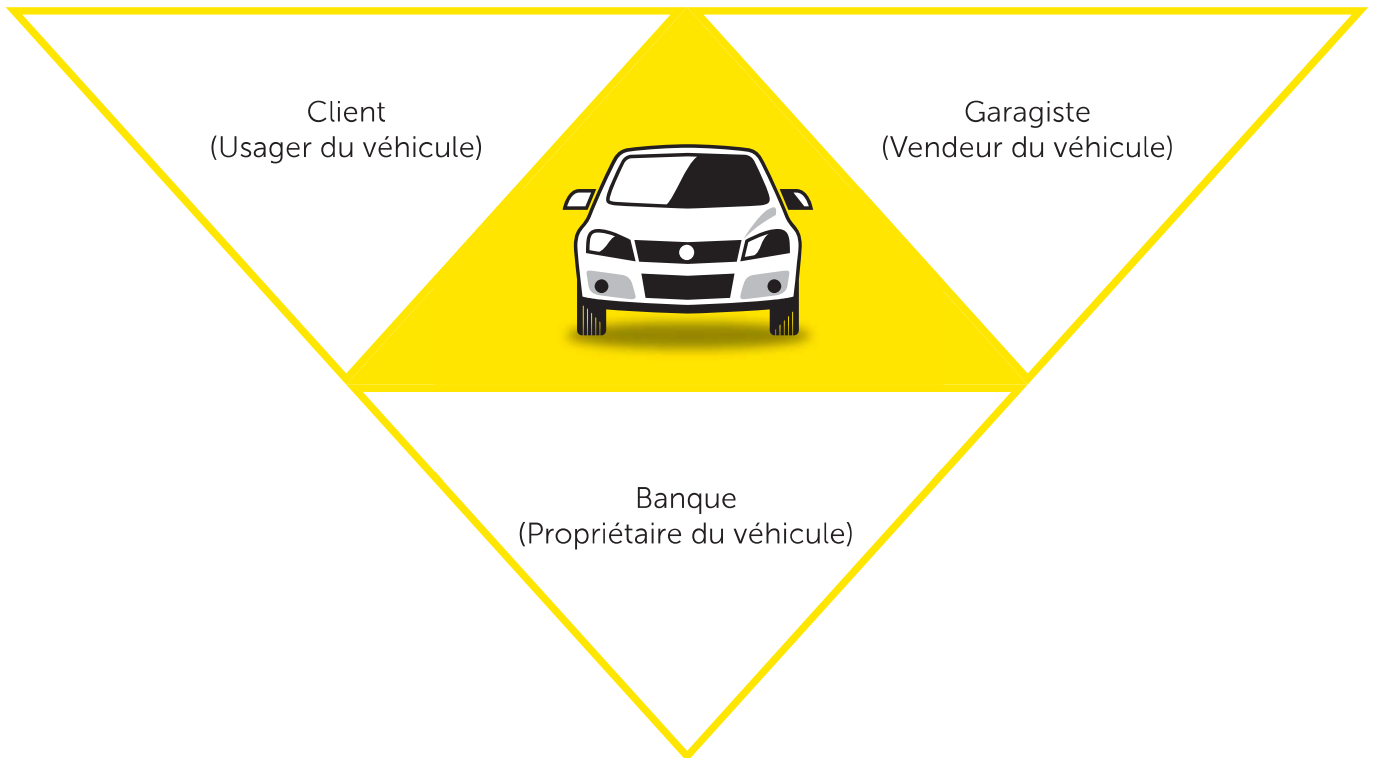 Client
(Usager du véhicule)
Garagiste
(Vendeur du véhicule)
Banque
(Propriétaire du véhicule)